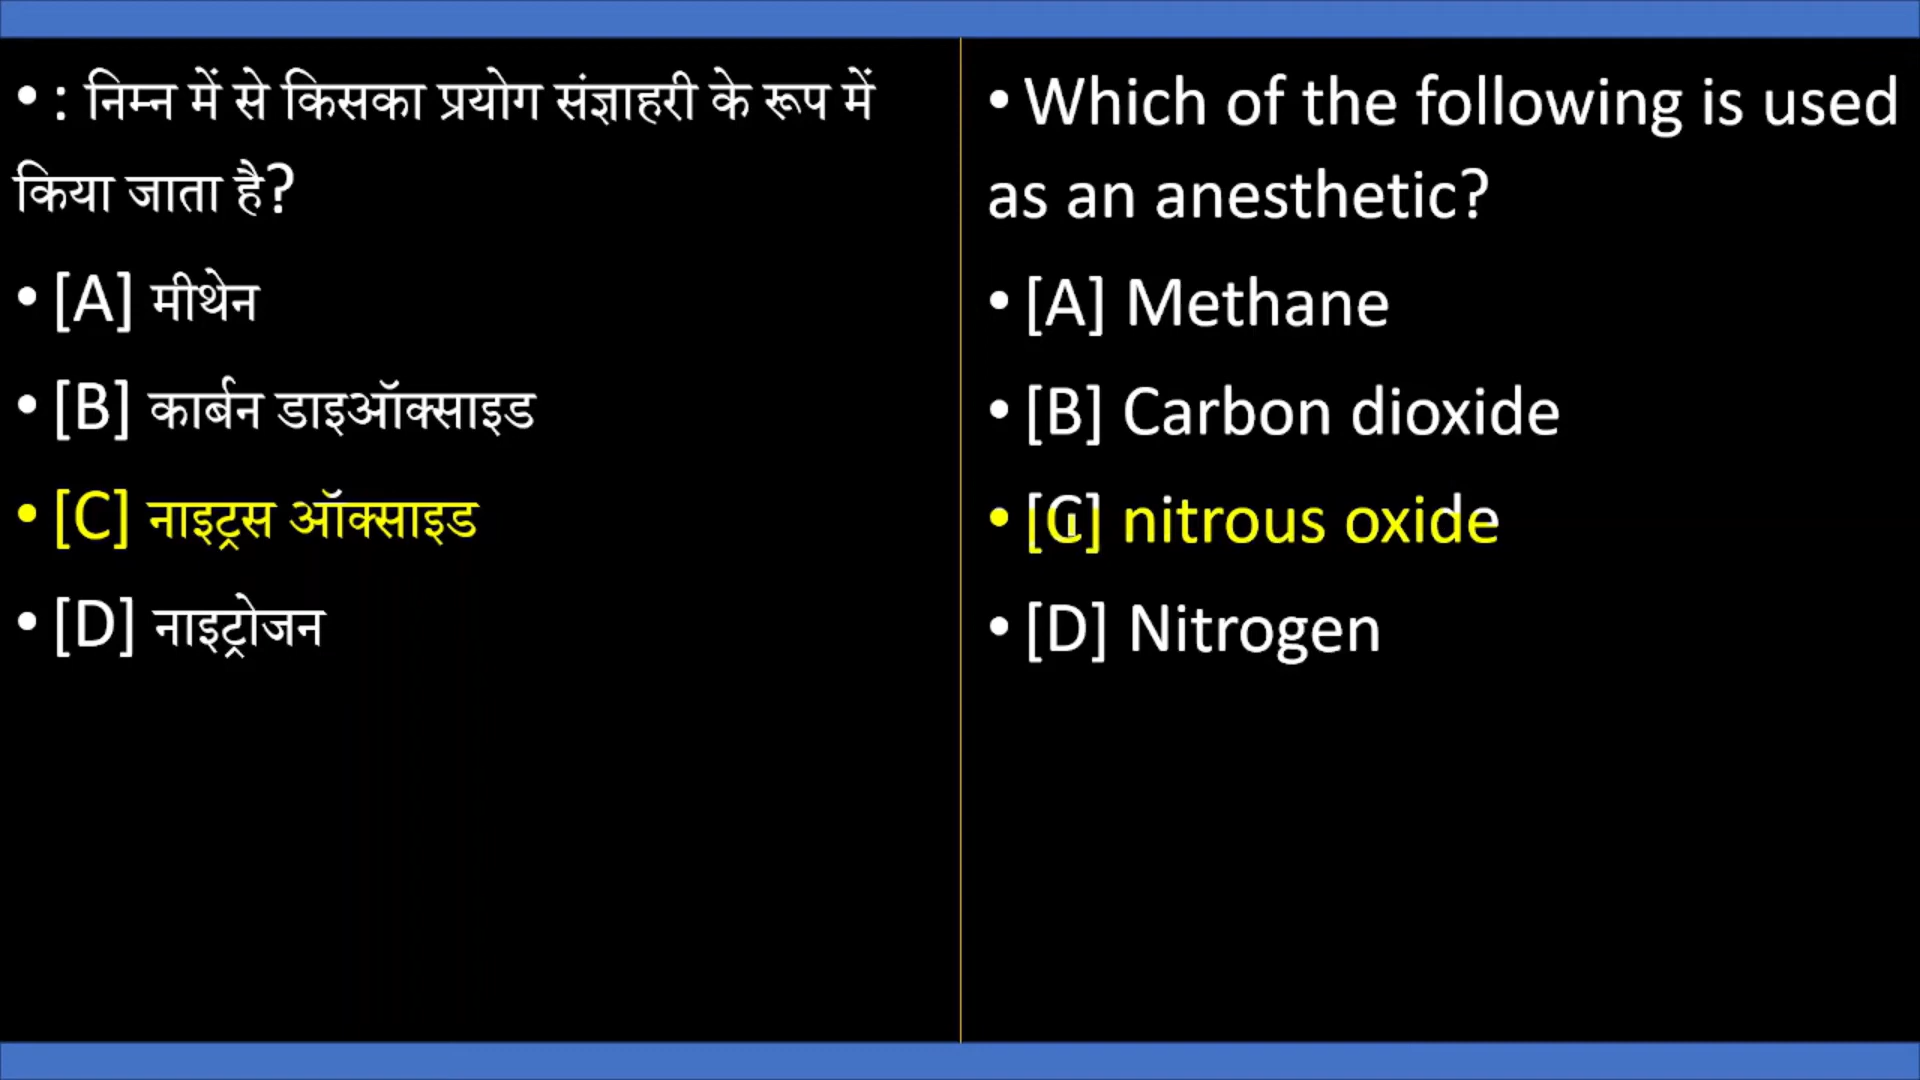 • : निम्न में से किसका प्रयोग संज्ञाहरी के रूप में
किया जाता है?
• [A] मीथेन
• [B] कार्बन डाइऑक्साइड
• [C] नाइट्रस ऑक्साइड
• [D] नाइट्रोजन
• Which of the following is used
as an anesthetic?
• [A] Methane
• [B] Carbon dioxide
• [C] nitrous oxide
• [D] Nitrogen